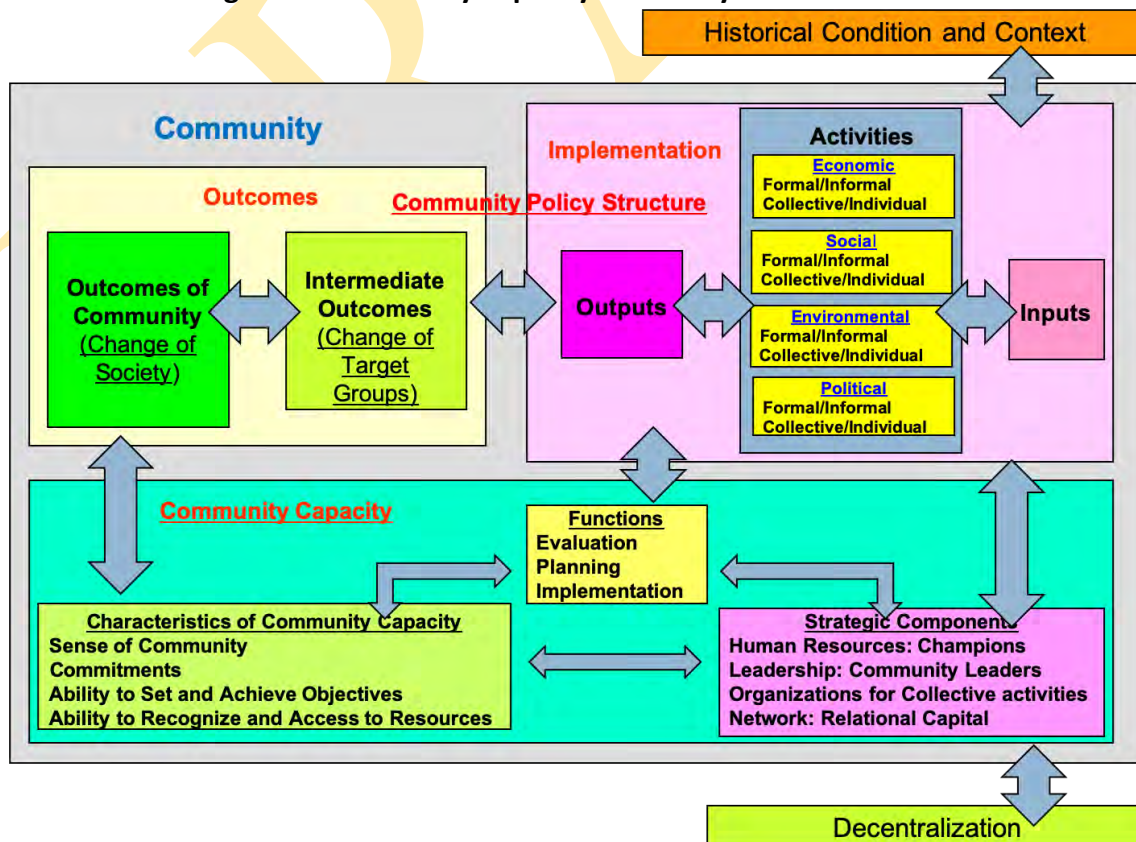 Historical Condition and Context
Community
Implementation
Outcomes
Community Policy Structure
Activities
Economic
Formal/Informal
Collective/Individual
Social
Formal/Informal
Collective/Individual
Environmental
Formal/Informal
Collective/Individual
Political
Formal/Informal
Collective/Individual
Outcomes of
Community
(Change of
Society)
Intermediate
Outcomes
(Change of
Target
Groups)
Outputs
Inputs
Community Capacity
Functions
Evaluation
Planning
Implementation
Characteristics of Community Capacity
Sense of Community
Commitments
Ability to Set and Achieve Objectives
Ability to Recognize and Access to Resources
Strategic Components
Human Resources: Champions
Leadership: Community Leaders
Organizations for Collective activities
Network: Relational Capital
Decentralization